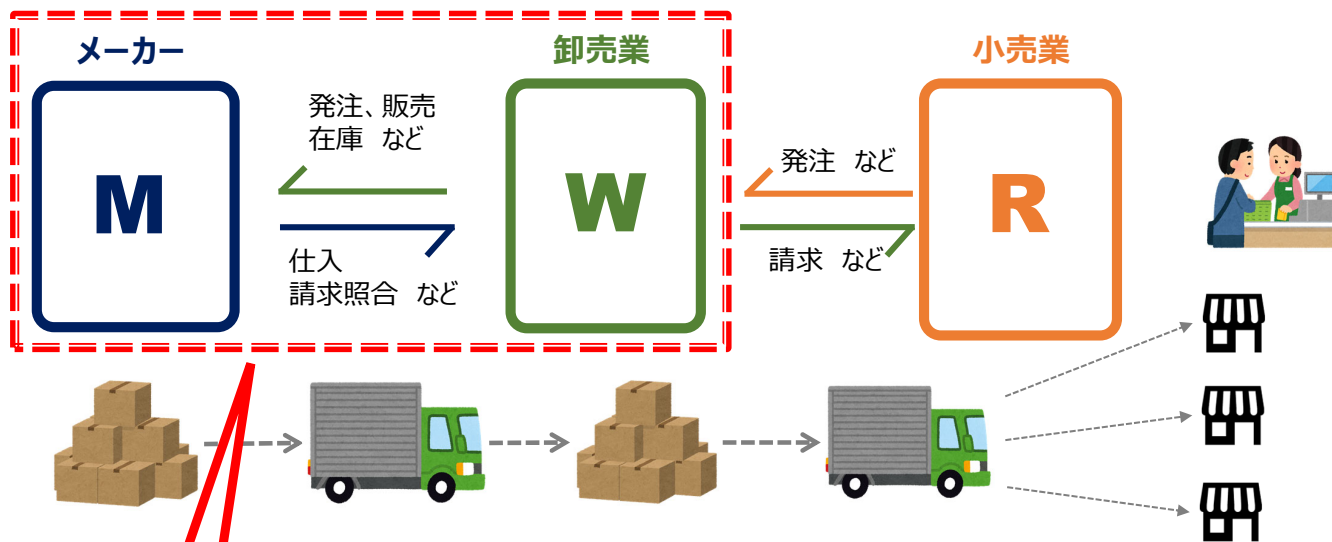 メーカー
卸売業
小売業
発注、販売
在庫 など
発注 など
M
W
R
仕入
請求照合 など
請求 など